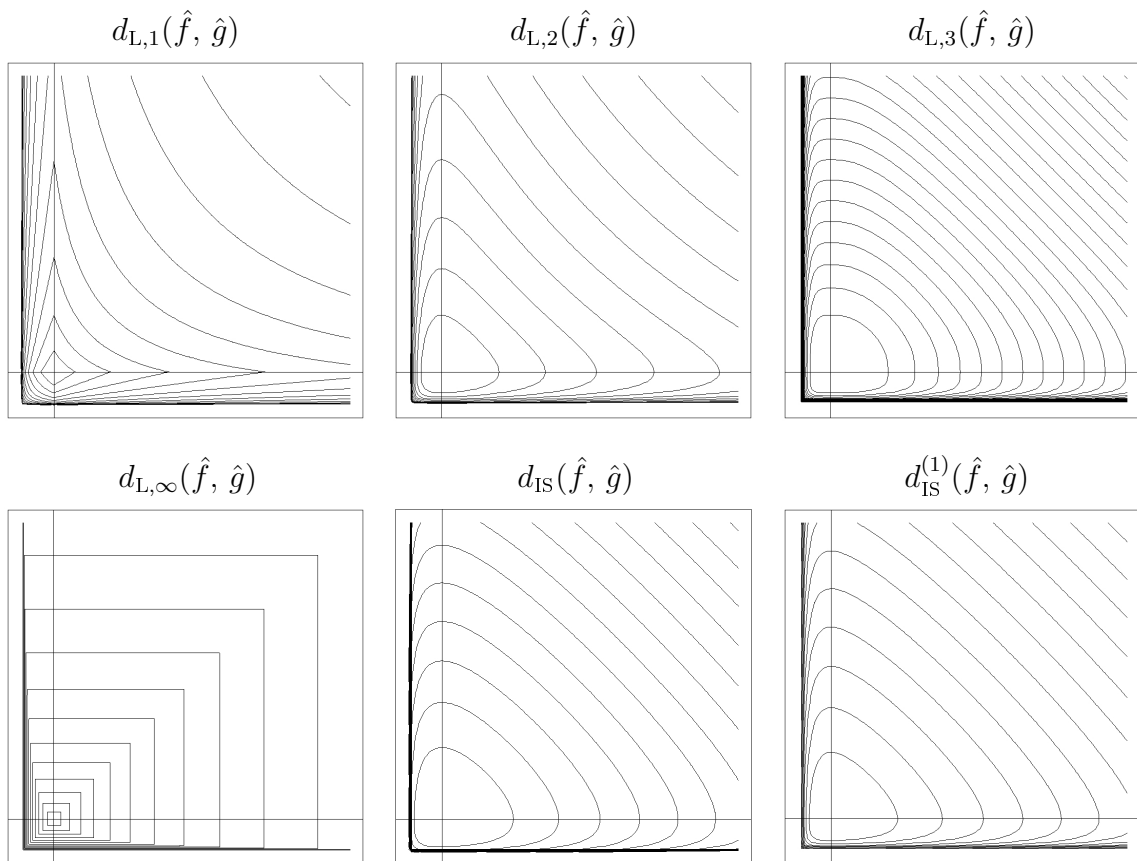 d_{L,1}(f̂, ĝ) d_{L,2}(f̂, ĝ) d_{L,3}(f̂, ĝ)
d_{L,∞}(f̂, ĝ) d_{IS}(f̂, ĝ) d_{IS}^{(1)}(f̂, ĝ)